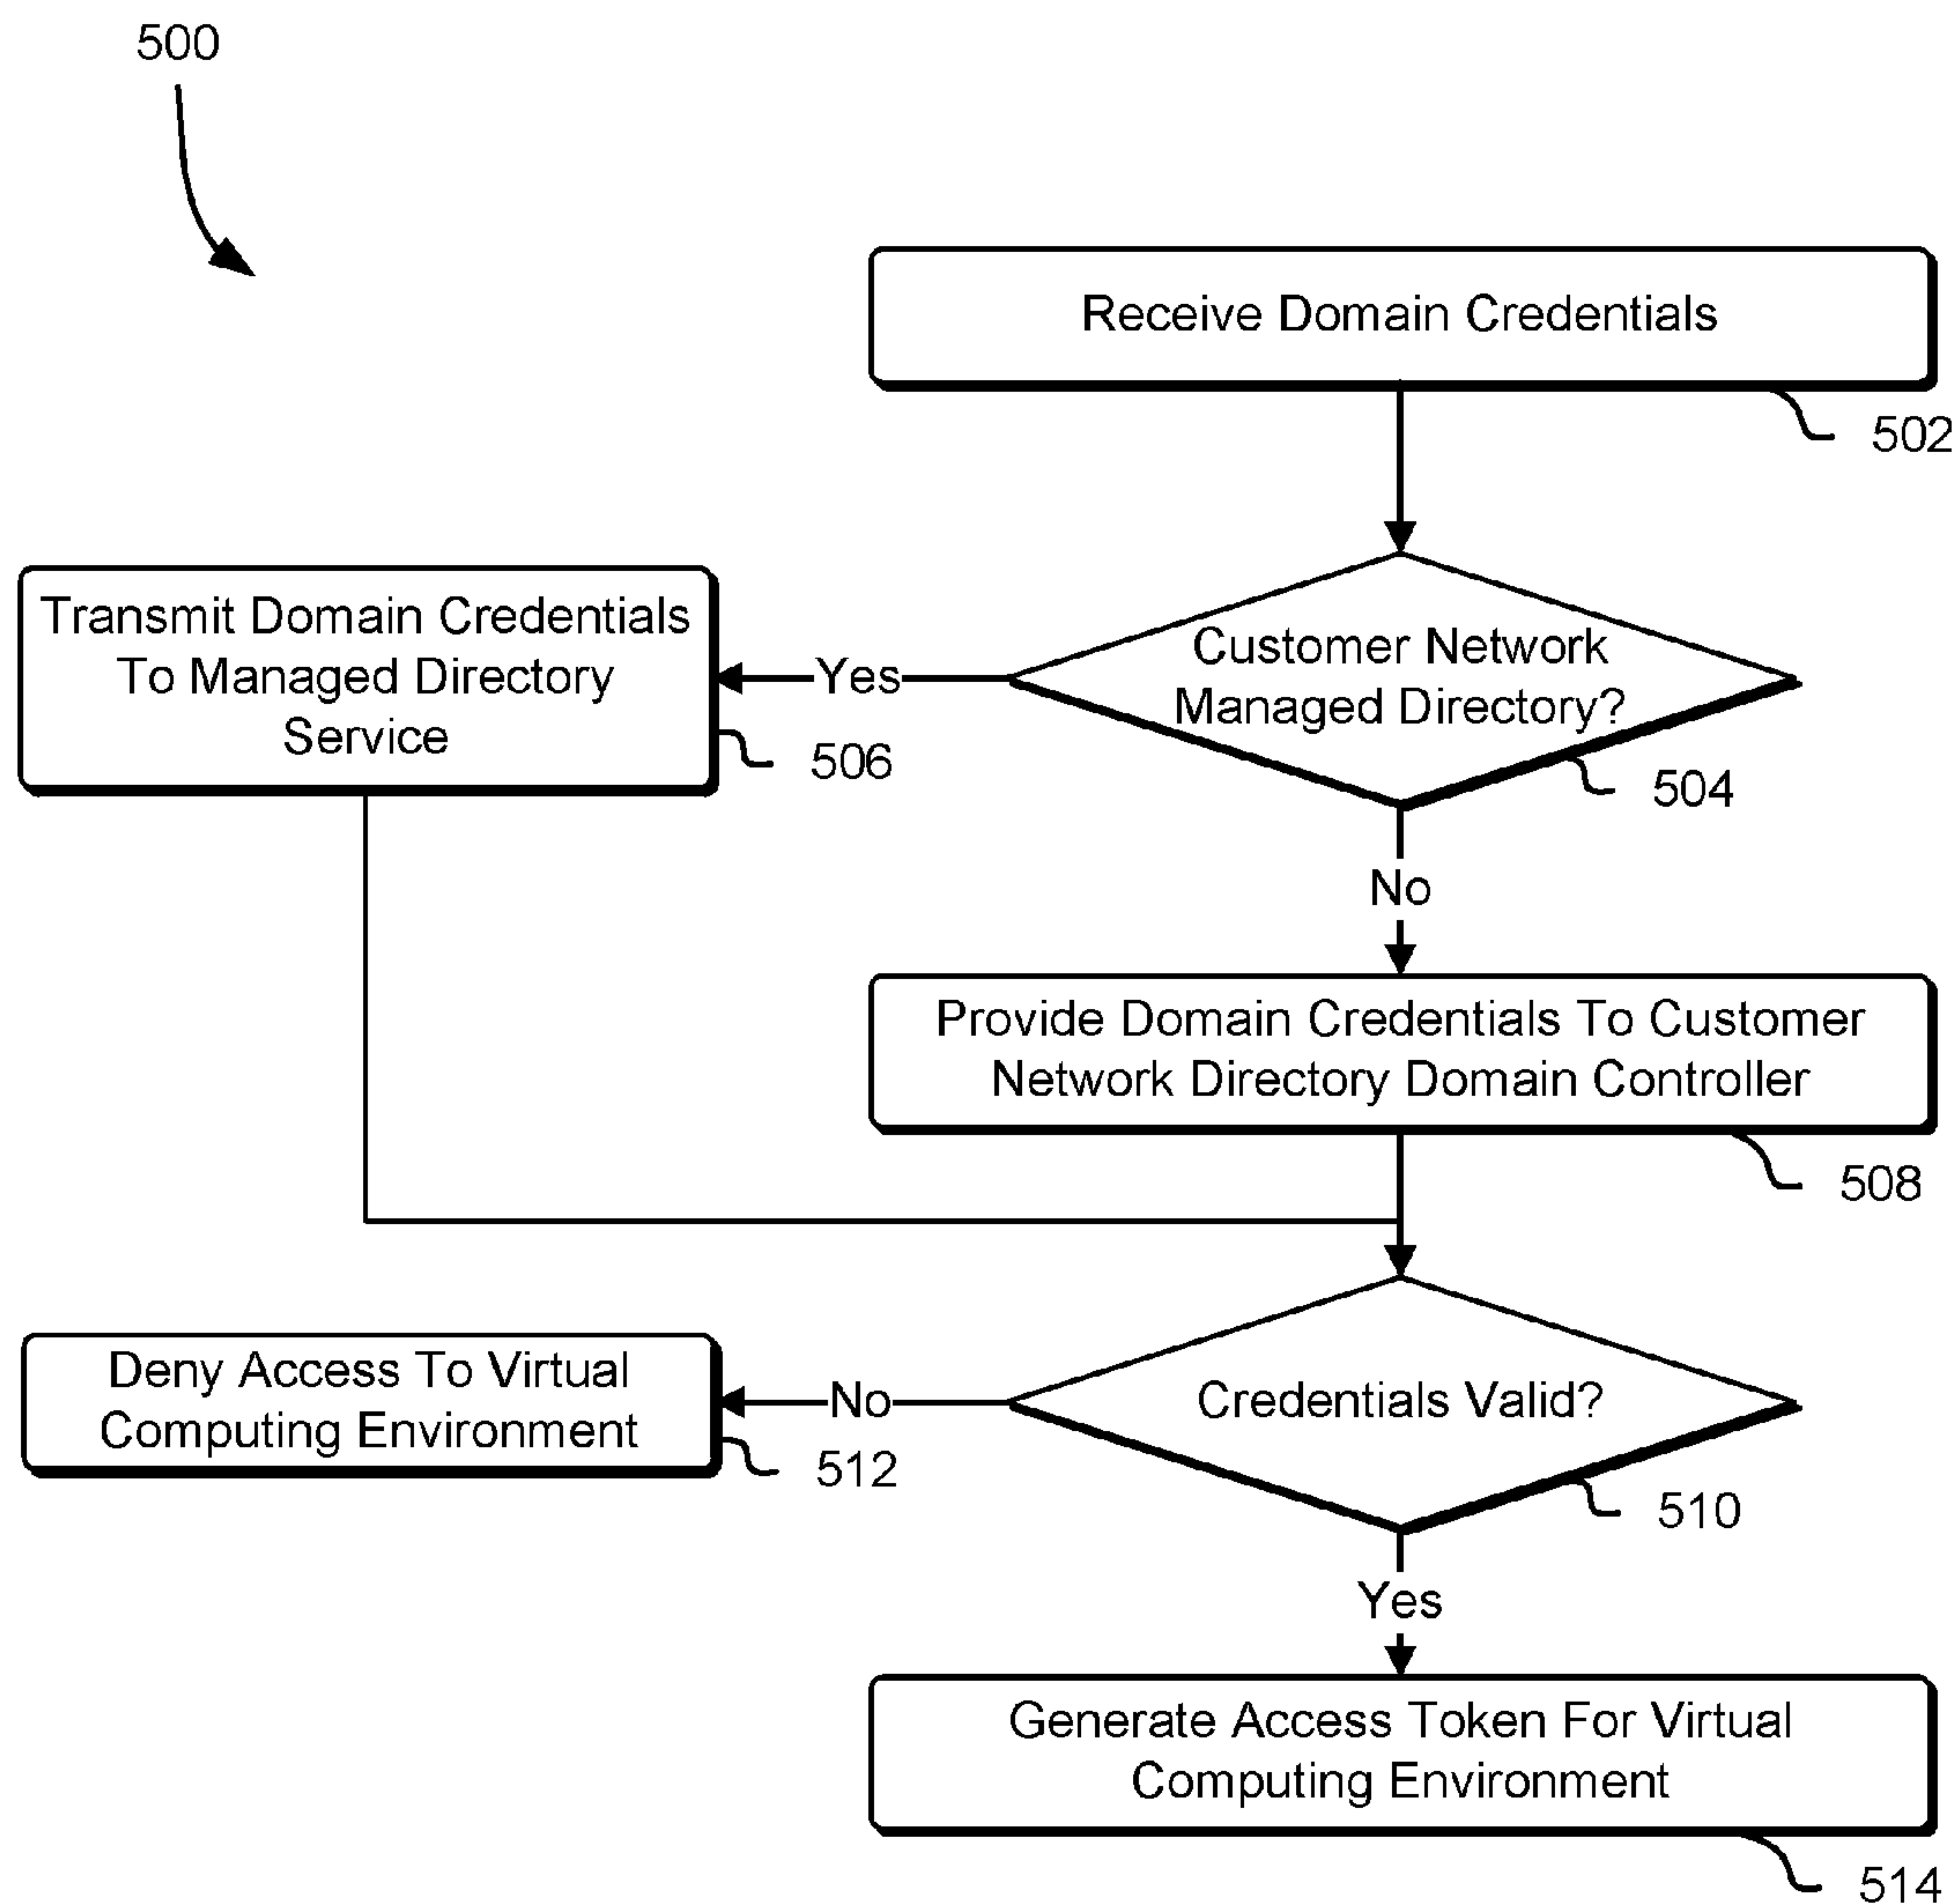 500
Receive Domain Credentials
502
Customer Network
Managed Directory?
504
Yes
Transmit Domain Credentials
To Managed Directory
Service
506
No
Provide Domain Credentials To Customer
Network Directory Domain Controller
508
Credentials Valid?
510
No
Deny Access To Virtual
Computing Environment
512
Yes
Generate Access Token For Virtual
Computing Environment
514